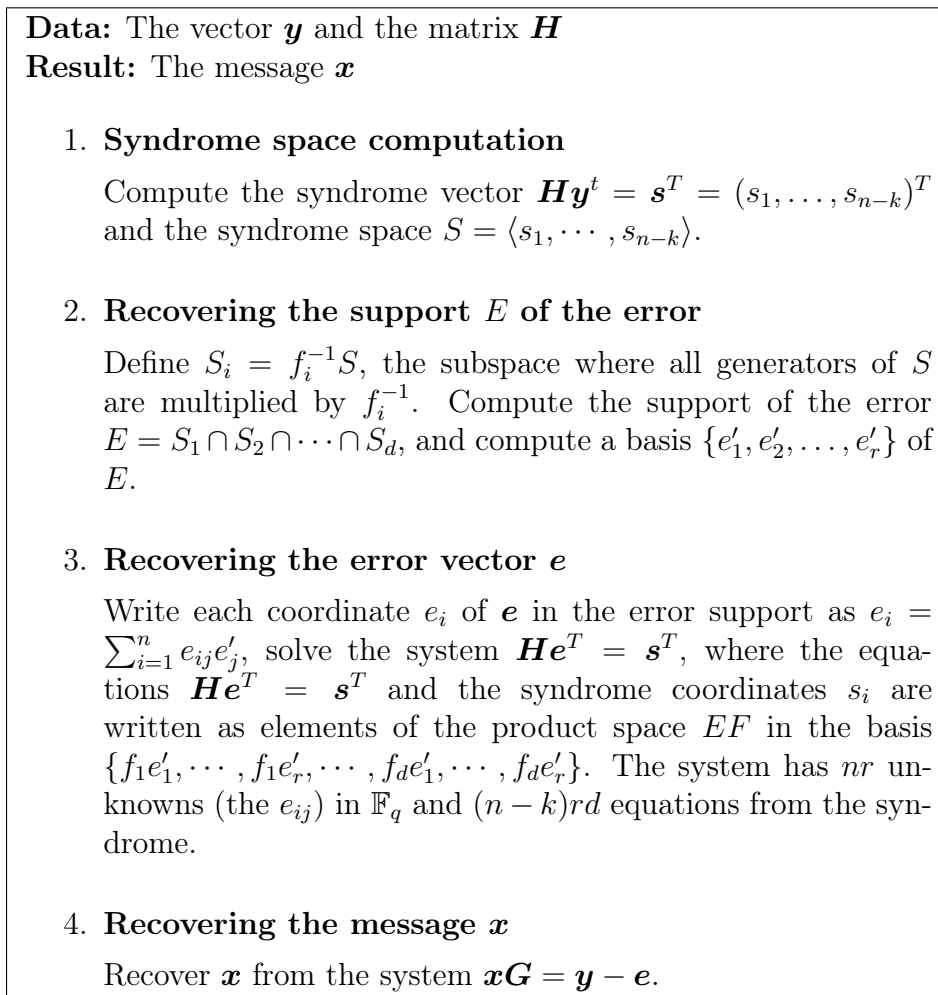 Data: The vector y and the matrix H
Result: The message x
1. Syndrome space computation
Compute the syndrome vector Hy^t = s^T = (s_1, …, s_{n−k})^T
and the syndrome space S = ⟨s_1, ⋯ , s_{n−k}⟩.
2. Recovering the support E of the error
Define S_i = f_i^{−1}S, the subspace where all generators of S
are multiplied by f_i^{−1}. Compute the support of the error
E = S_1 ∩ S_2 ∩ ⋯ ∩ S_d, and compute a basis {e′_1, e′_2, …, e′_r} of
E.
3. Recovering the error vector e
Write each coordinate e_i of e in the error support as e_i =
∑_{i=1}^n e_{ij}e′_j, solve the system He^T = s^T, where the equa-
tions He^T = s^T and the syndrome coordinates s_i are
written as elements of the product space EF in the basis
{f_1e′_1, ⋯ , f_1e′_r, ⋯ , f_de′_1, ⋯ , f_de′_r}. The system has nr un-
knowns (the e_{ij}) in 𝔽_q and (n − k)rd equations from the syn-
drome.
4. Recovering the message x
Recover x from the system xG = y − e.